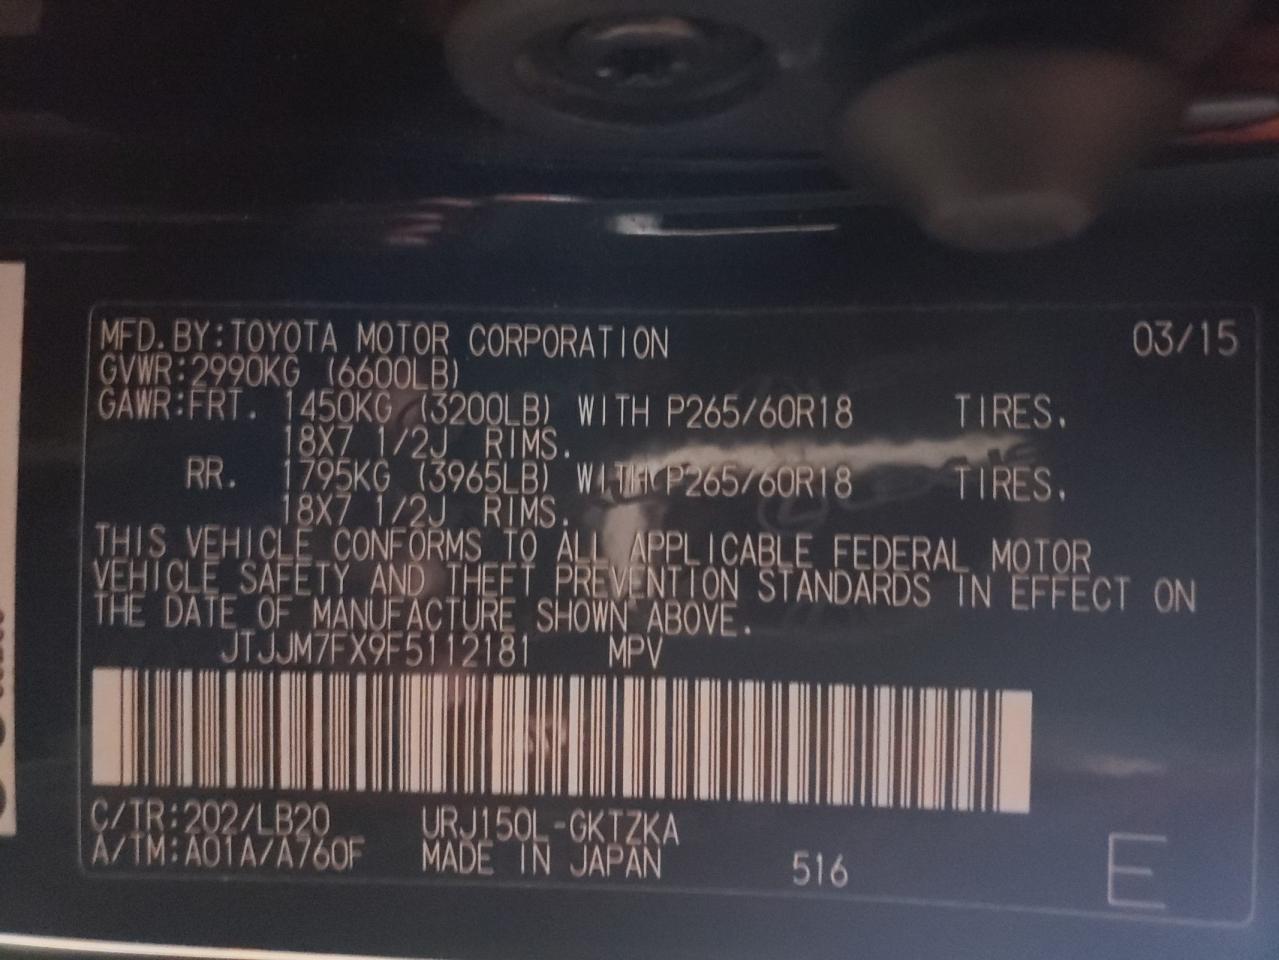 MFD.BY:TOYOTA MOTOR CORPORATION 03/15
GVWR:2990KG (6600LB)
GAWR:FRT. 1450KG (3200LB) WITH P265/60R18 TIRES.
18X7 1/2J RIMS.
RR. 1795KG (3965LB) WITH P265/60R18 TIRES.
18X7 1/2J RIMS.
THIS VEHICLE CONFORMS TO ALL APPLICABLE FEDERAL MOTOR
VEHICLE SAFETY AND THEFT PREVENTION STANDARDS IN EFFECT ON
THE DATE OF MANUFACTURE SHOWN ABOVE.
JTJJM7FX9F5112181 MPV
C/TR:202/LB20 URJ150L-GKTZKA
A/TM:A01A/A760F MADE IN JAPAN 516 E